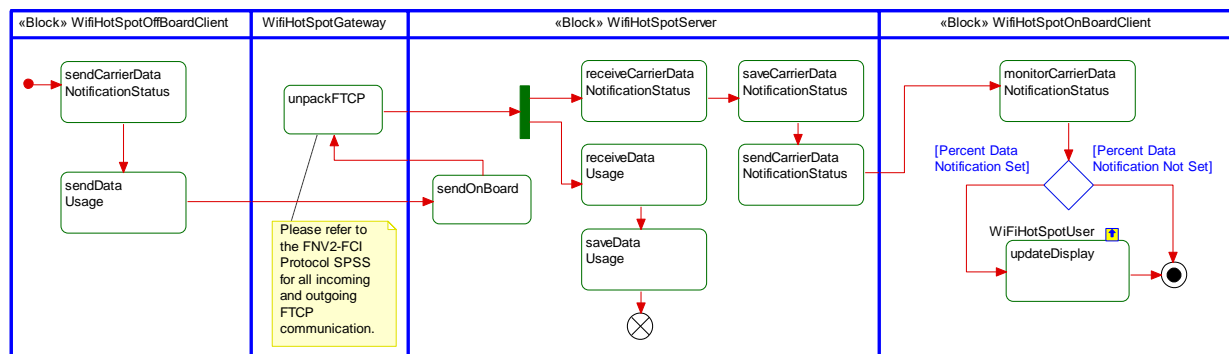 «Block» WifiHotSpotOffBoardClient
WifiHotSpotGateway
«Block» WifiHotSpotServer
«Block» WifiHotSpotOnBoardClient
sendCarrierData
NotificationStatus
sendData
Usage
unpackFTCP
Please refer to
the FNV2-FCI
Protocol SPSS
for all incoming
and outgoing
FTCP
communication.
sendOnBoard
receiveCarrierData
NotificationStatus
saveCarrierData
NotificationStatus
receiveData
Usage
sendCarrierData
NotificationStatus
saveData
Usage
monitorCarrierData
NotificationStatus
[Percent Data
Notification Set]
[Percent Data
Notification Not Set]
WiFiHotSpotUser
updateDisplay